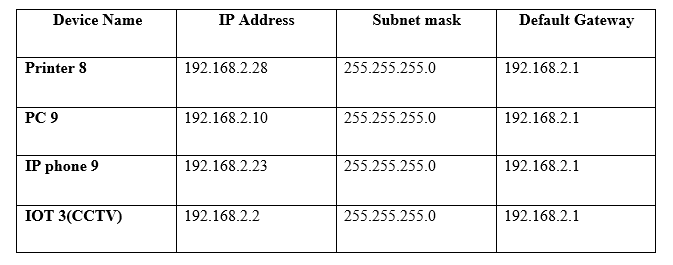 Device Name IP Address Subnet mask Default Gateway
Printer 8 192.168.2.28 255.255.255.0 192.168.2.1
PC 9 192.168.2.10 255.255.255.0 192.168.2.1
IP phone 9 192.168.2.23 255.255.255.0 192.168.2.1
IOT 3(CCTV) 192.168.2.2 255.255.255.0 192.168.2.1